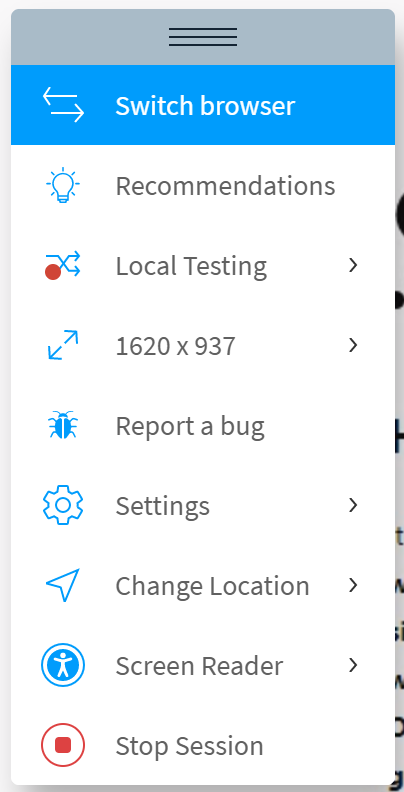 Switch browser
Recommendations
Local Testing
1620 x 937
Report a bug
Settings
Change Location
Screen Reader
Stop Session